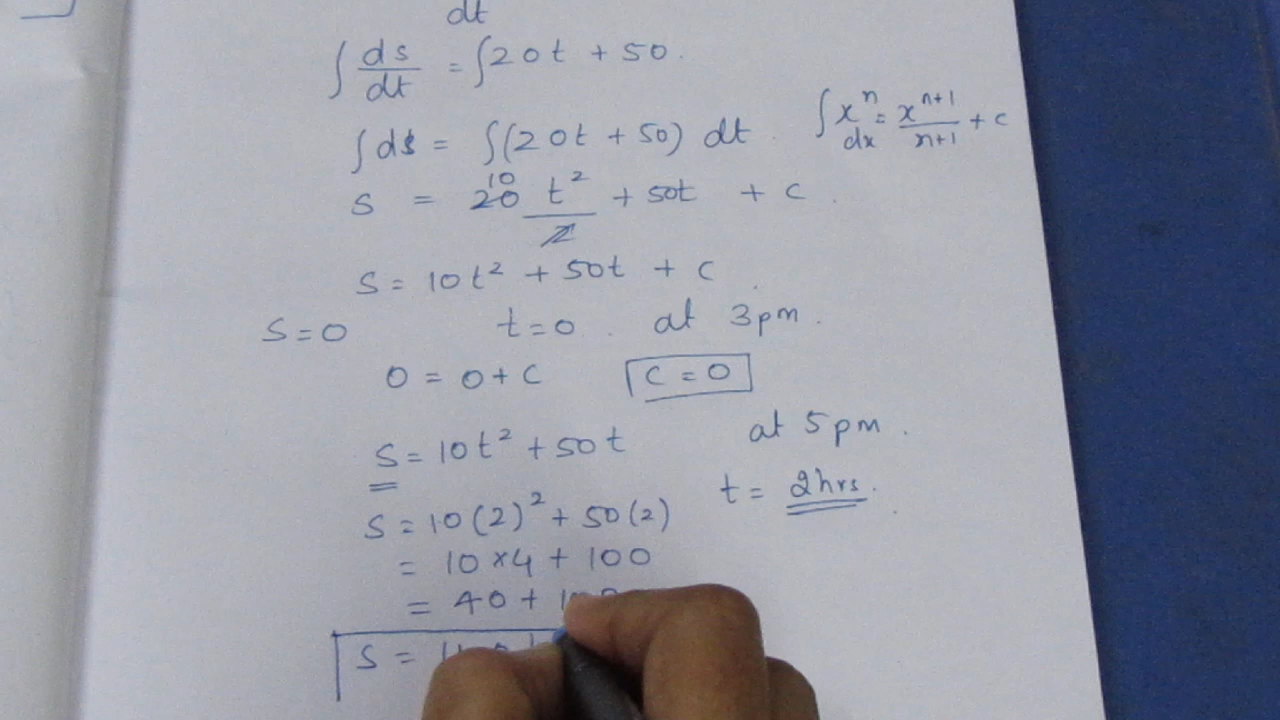 dt
∫ ds/dt = ∫20t + 50.
∫ds = ∫(20t + 50) dt. ∫x^n dx = x^(n+1)/(n+1) + c
s = 20 10 t²/2 + 50t + c.
s = 10t² + 50t + c.
s=0 t=0. at 3pm.
0 = 0+c c=0
s = 10t² + 50t at 5pm.
t = 2hrs.
s = 10(2)² + 50(2)
= 10×4 + 100
= 40 +
s =